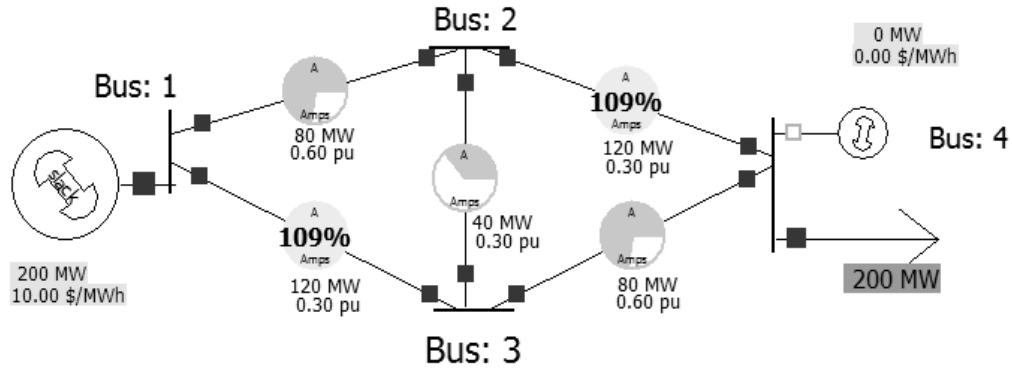 Bus: 2
0 MW
0.00 $/MWh
Bus: 1
A
Amps
80 MW
0.60 pu
A
109%
Amps
120 MW
0.30 pu
Bus: 4
slack
A
Amps
40 MW
0.30 pu
A
109%
Amps
120 MW
0.30 pu
A
Amps
80 MW
0.60 pu
200 MW
10.00 $/MWh
200 MW
Bus: 3